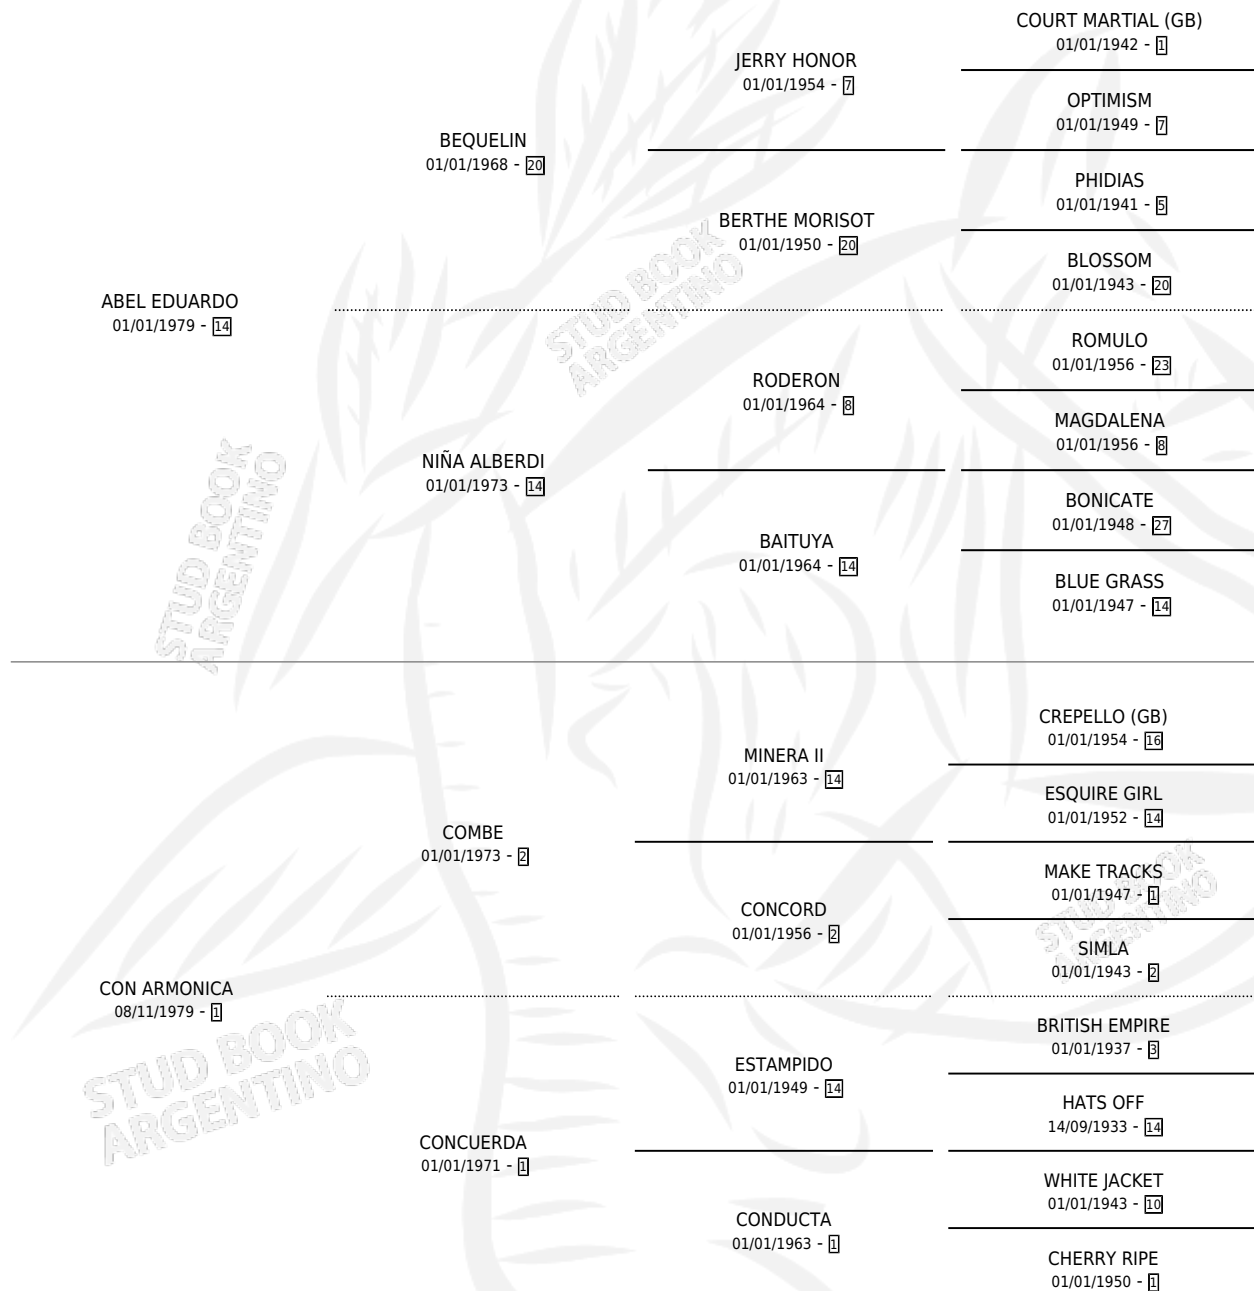 COURT MARTIAL (GB)
01/01/1942 - 1
JERRY HONOR
01/01/1954 - 7
OPTIMISM
01/01/1949 - 7
BEQUELIN
01/01/1968 - 20
PHIDIAS
01/01/1941 - 5
BERTHE MORISOT
01/01/1950 - 20
BLOSSOM
01/01/1943 - 20
STUD BOOK
ARGENTINO
ABEL EDUARDO
01/01/1979 - 14
ROMULO
01/01/1956 - 23
RODERON
01/01/1964 - 8
MAGDALENA
01/01/1956 - 8
NIÑA ALBERDI
01/01/1973 - 14
BONICATE
01/01/1948 - 27
BAITUYA
01/01/1964 - 14
BLUE GRASS
01/01/1947 - 14
STUD BOOK
ARGENTINO
CREPELLO (GB)
01/01/1954 - 16
MINERA II
01/01/1963 - 14
ESQUIRE GIRL
01/01/1952 - 14
COMBE
01/01/1973 - 2
MAKE TRACKS
01/01/1947 - 1
CONCORD
01/01/1956 - 2
SIMLA
01/01/1943 - 2
STUD BOOK
ARGENTINO
CON ARMONICA
08/11/1979 - 1
BRITISH EMPIRE
01/01/1937 - 3
ESTAMPIDO
01/01/1949 - 14
HATS OFF
14/09/1933 - 14
STUD BOOK
ARGENTINO
CONCUERDA
01/01/1971 - 1
WHITE JACKET
01/01/1943 - 10
CONDUCTA
01/01/1963 - 1
CHERRY RIPE
01/01/1950 - 1